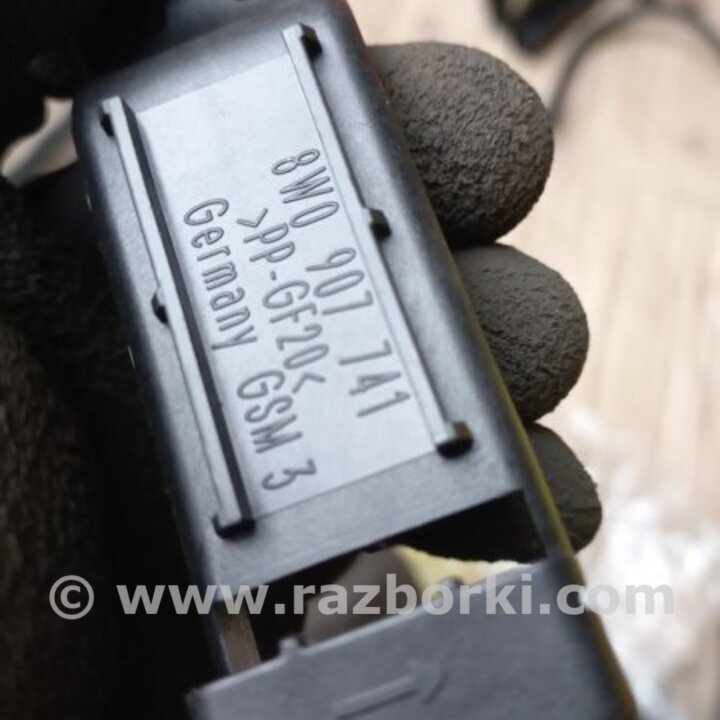 8W0 907 741
>pp-GF20<
Germany GSM 3
© www.razborki.com